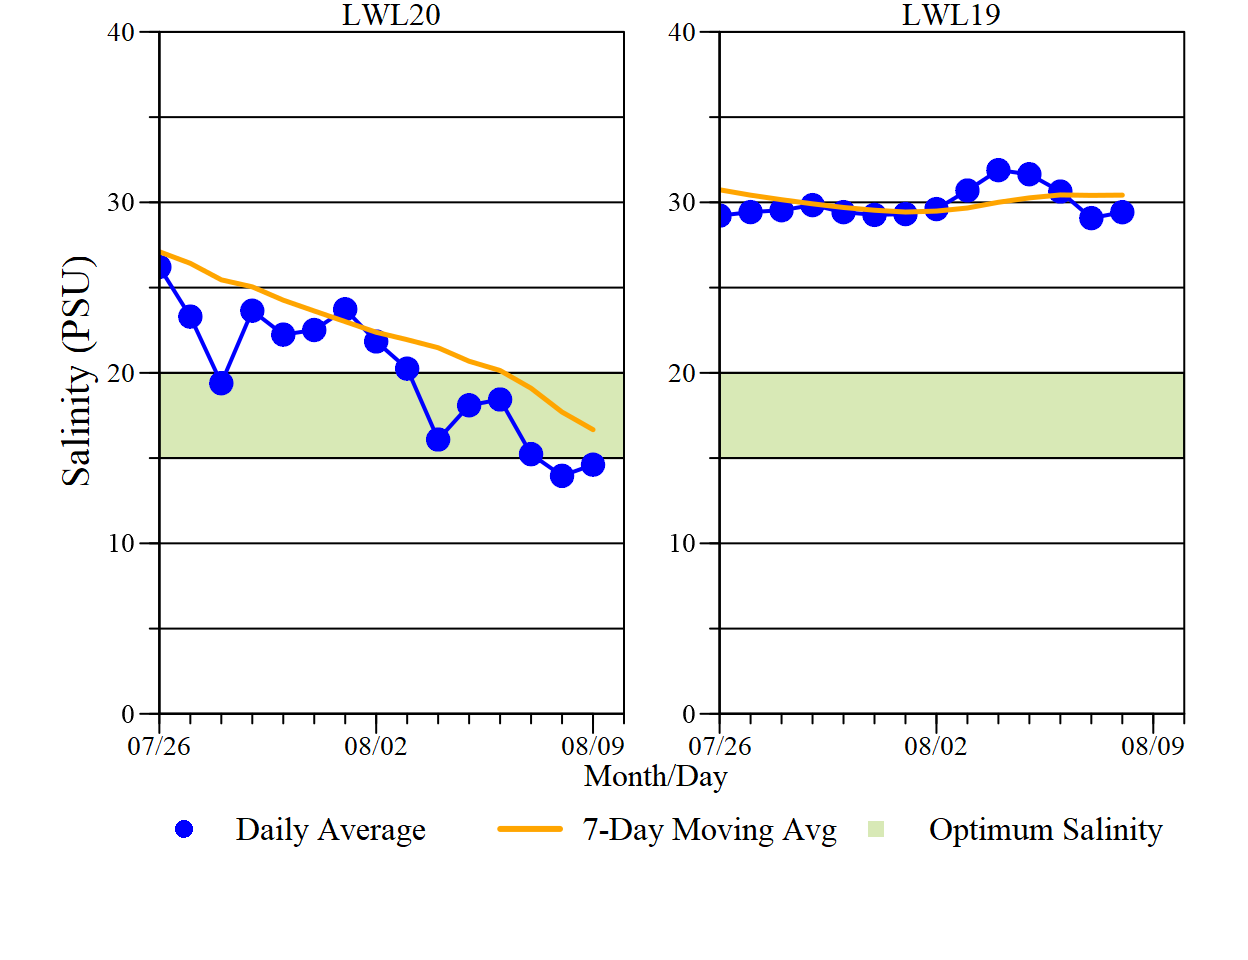 LWL20 LWL19
40 40
30 30
20 20
10 10
0 0
Salinity (PSU)
07/26 08/02 08/09 07/26 08/02 08/09
Month/Day
Daily Average 7-Day Moving Avg Optimum Salinity